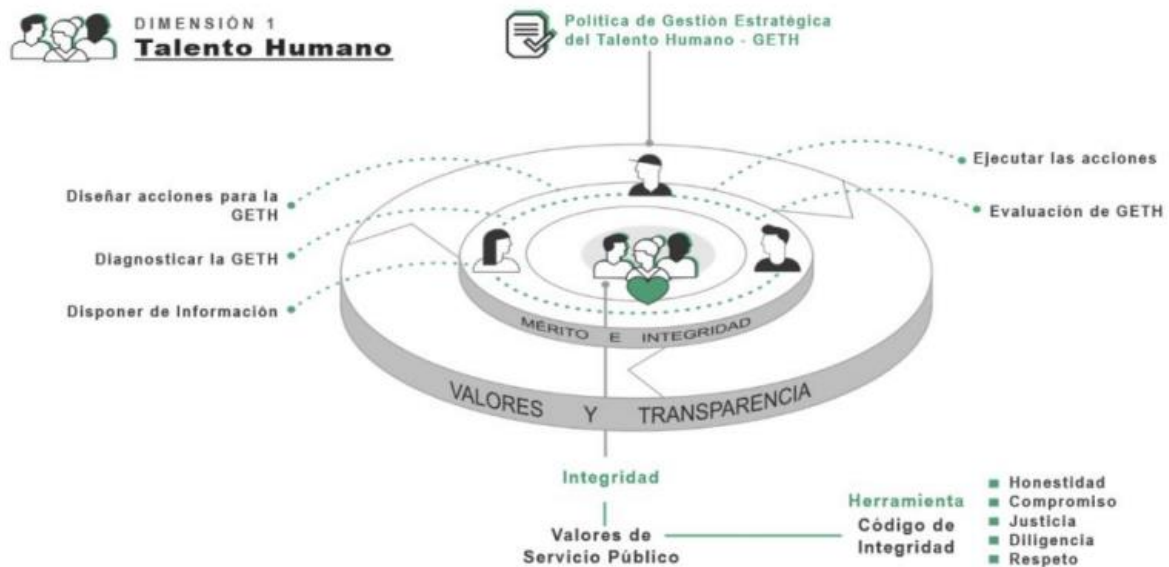 DIMENSIÓN 1
Talento Humano
Política de Gestión Estratégica
del Talento Humano - GETH
Diseñar acciones para la
GETH
Diagnosticar la GETH
Disponer de Información
Ejecutar las acciones
Evaluación de GETH
MÉRITO E INTEGRIDAD
VALORES Y TRANSPARENCIA
Integridad
Valores de
Servicio Público
Herramienta
Código de
Integridad
Honestidad
Compromiso
Justicia
Diligencia
Respeto